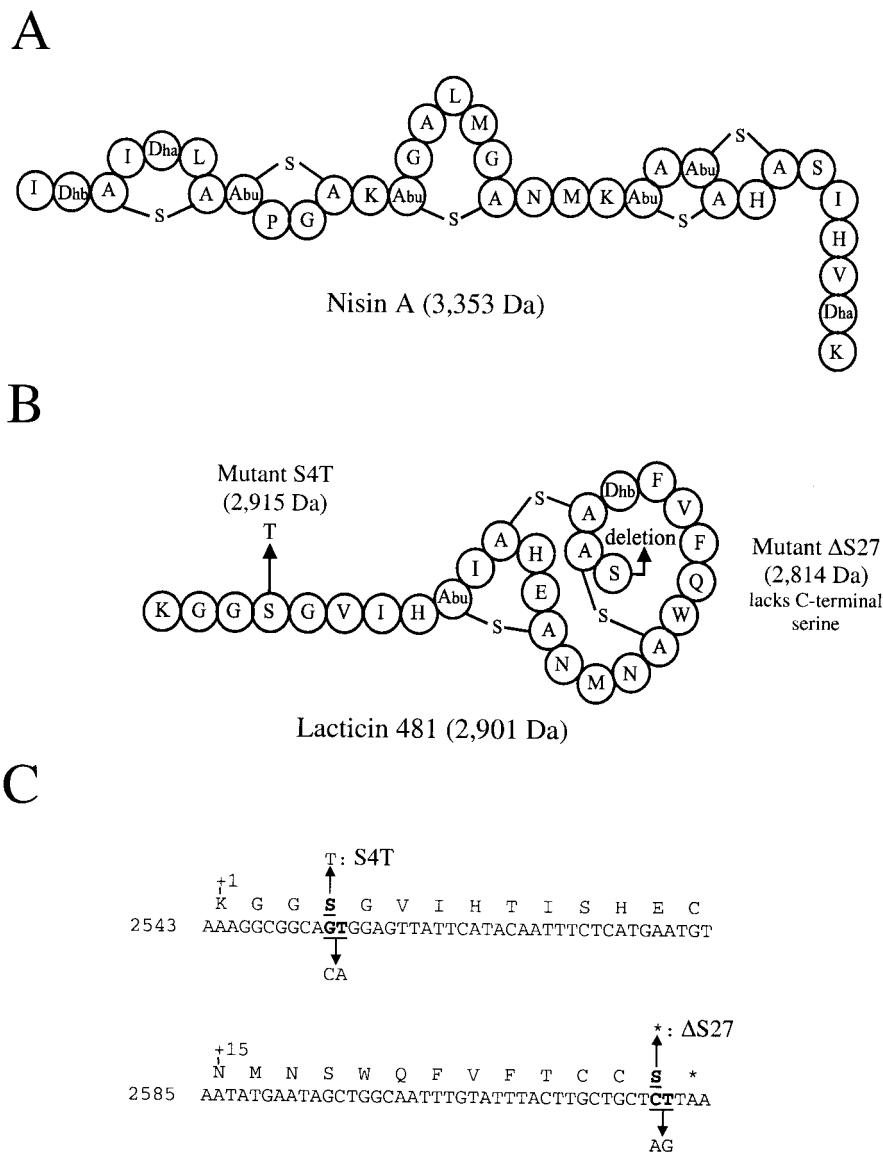 A
I Dhb A I Dha L A S Abu P G A S K Abu G A L M G A S N M K Abu A Abu A S H A S S I H V Dha K
Nisin A (3,353 Da)
B
Mutant S4T
(2,915 Da)
T
K G G S G V I H Abu I A H E A S N M N A W Q F V F Dhb A A S S S
deletion
Mutant ΔS27
(2,814 Da)
lacks C-terminal
serine
Lacticin 481 (2,901 Da)
C
T: S4T
+1
K G G S G V I H T I S H E C
2543 AAAGGCGGCAGTGGAGTTATTCATACAATTTCTCATGAATGT
CA
*: ΔS27
+15
N M N S W Q F V F T C C S *
2585 AATATGAATAGCTGGCAATTTGTATTTACTTGCTGCTCTTAA
AG